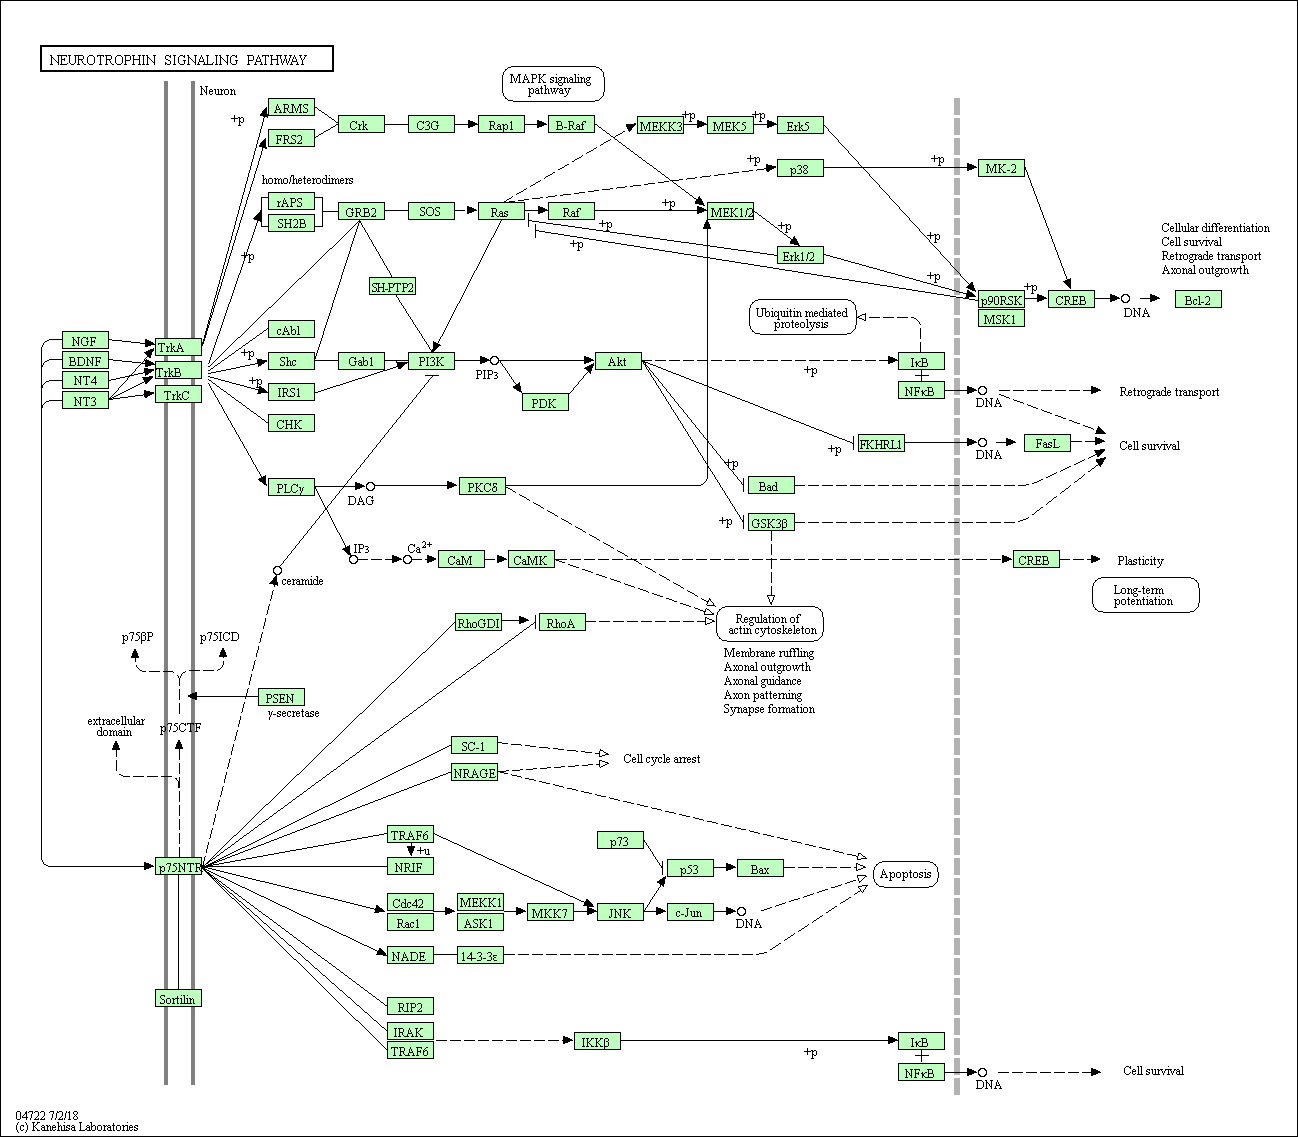 NEUROTROPHIN SIGNALING PATHWAY
Neuron
MAPK signaling
pathway
+p
ARMS
FRS2
Crk
C3G
Rap1
B-Raf
MEKK3
+p
MEK5
+p
Erk5
+p
p38
+p
MK-2
homo/heterodimers
rAPS
SH2B
GRB2
SOS
Ras
Raf
+p
MEK1/2
+p
+p
+p
Erk1/2
+p
+p
+p
Cellular differentiation
Cell survival
Retrograde transport
Axonal outgrowth
SH-PTP2
p90RSK
MSK1
+p
CREB
DNA
Bcl-2
Ubiquitin mediated
proteolysis
NGF
BDNF
NT4
NT3
TrkA
TrkB
TrkC
cAbl
+p
Shc
Gab1
PI3K
PIP3
Akt
+p
IκB
+p
IRS1
PDK
NFκB
DNA
Retrograde transport
CHK
+p
FKHRL1
DNA
FasL
Cell survival
PLCγ
DAG
PKCδ
+p
Bad
+p
GSK3β
IP3
Ca2+
CaM
CaMK
CREB
Plasticity
ceramide
Long-term
potentiation
RhoGDI
RhoA
Regulation of
actin cytoskeleton
Membrane ruffling
Axonal outgrowth
Axonal guidance
Axon patterning
Synapse formation
p75βP
p75ICD
PSEN
γ-secretase
extracellular
domain
p75CTF
SC-1
NRAGE
Cell cycle arrest
TRAF6
+u
NRIF
p73
p53
Bax
Apoptosis
p75NTR
Cdc42
Rac1
MEKK1
ASK1
MKK7
JNK
c-Jun
DNA
NADE
14-3-3ε
Sortilin
RIP2
IRAK
TRAF6
IKKβ
+p
IκB
NFκB
DNA
Cell survival
04722 7/2/18
(c) Kanehisa Laboratories